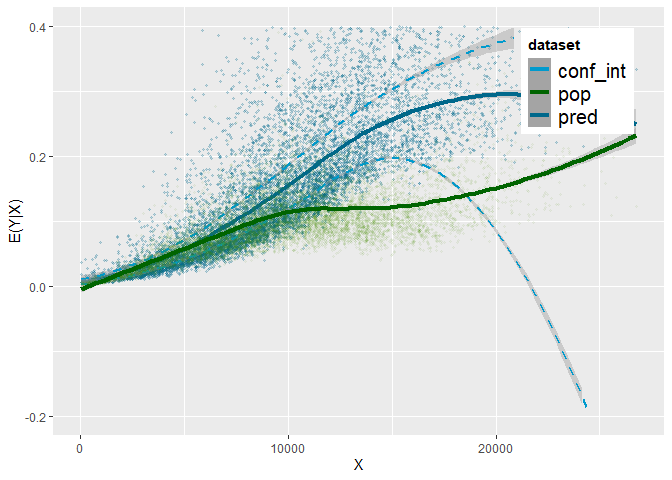 0.4
dataset
conf_int
pop
pred
0.2
E(Y|X)
0.0
-0.2
0
10000
20000
X